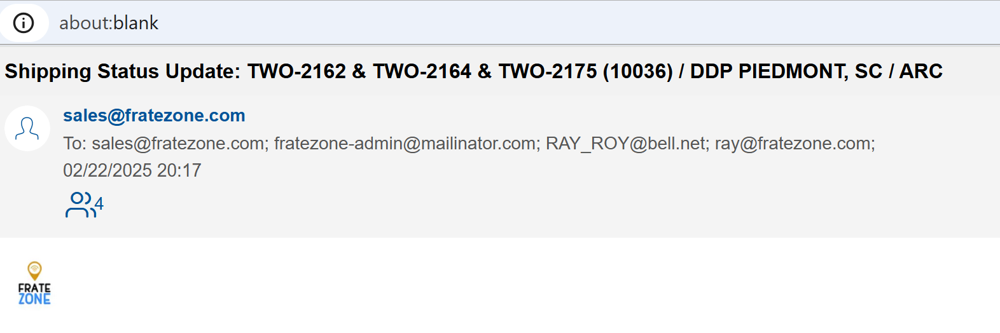 about:blank
Shipping Status Update: TWO-2162 & TWO-2164 & TWO-2175 (10036) / DDP PIEDMONT, SC / ARC
sales@fratezone.com
To: sales@fratezone.com; fratezone-admin@mailinator.com; RAY_ROY@bell.net; ray@fratezone.com;
02/22/2025 20:17
4
FRATE
ZONE